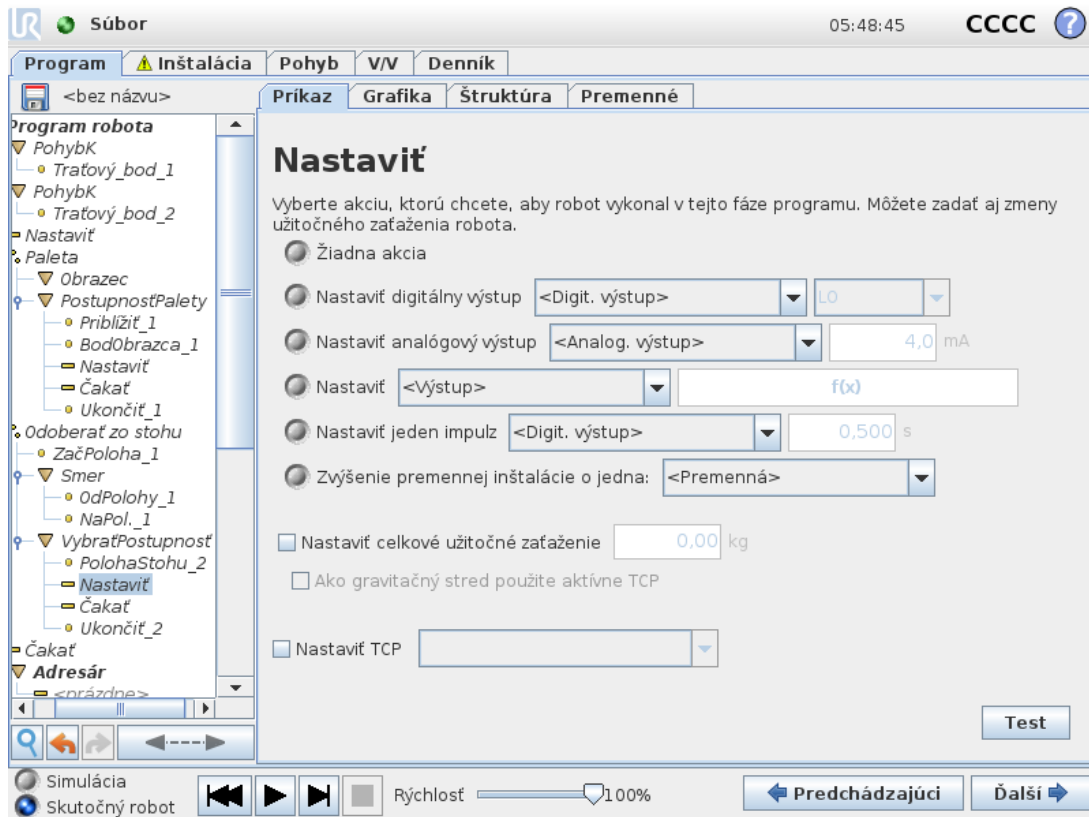 Súbor 05:48:45 CCCC ?
Program Inštalácia Pohyb V/V Denník
<bez názvu> Príkaz Grafika Štruktúra Premenné
Program robota
PohybK
Traťový_bod_1
PohybK
Traťový_bod_2
Nastaviť
Paleta
Obrazec
PostupnosťPalety
Priblížiť_1
BodObrazca_1
Nastaviť
Čakať
Ukončiť_1
Odoberať zo stohu
ZačPoloha_1
Smer
OdPolohy_1
NaPol._1
VybraťPostupnosť
PolohaStohu_2
Nastaviť
Čakať
Ukončiť_2
Čakať
Adresár
<prázdne>
Nastaviť
Vyberte akciu, ktorú chcete, aby robot vykonal v tejto fáze programu. Môžete zadať aj zmeny
užitočného zaťaženia robota.
Žiadna akcia
Nastaviť digitálny výstup <Digit. výstup> LO
Nastaviť analógový výstup <Analog. výstup> 4,0 mA
Nastaviť <Výstup> f(x)
Nastaviť jeden impulz <Digit. výstup> 0,500 s
Zvýšenie premennej inštalácie o jedna: <Premenná>
Nastaviť celkové užitočné zaťaženie 0,00 kg
Ako gravitačný stred použite aktívne TCP
Nastaviť TCP
Test
Simulácia
Skutočný robot
Rýchlosť 100%
Predchádzajúci Ďalší